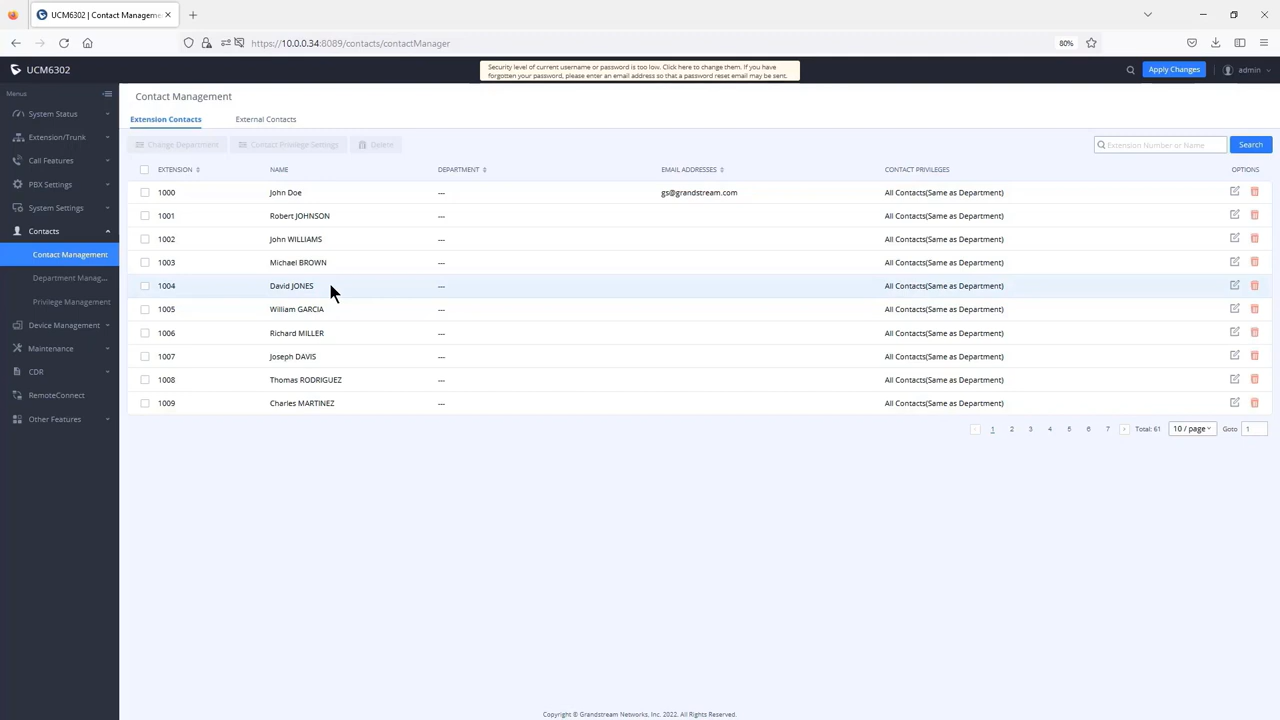 UCM6302 | Contact Managemen
https://10.0.0.34:8089/contacts/contactManager
80%
UCM6302
Security level of current username or password is too low. Click here to change them. If you have
forgotten your password, please enter an email address so that a password reset email may be sent.
Apply Changes
admin
Menus
System Status
Extension/Trunk
Call Features
PBX Settings
System Settings
Contacts
Contact Management
Department Manag...
Privilege Management
Device Management
Maintenance
CDR
RemoteConnect
Other Features
Contact Management
Extension Contacts External Contacts
Change Department Contact Privilege Settings Delete
Extension Number or Name Search
EXTENSION NAME DEPARTMENT EMAIL ADDRESSES CONTACT PRIVILEGES OPTIONS
1000 John Doe --- gs@grandstream.com All Contacts(Same as Department)
1001 Robert JOHNSON --- All Contacts(Same as Department)
1002 John WILLIAMS --- All Contacts(Same as Department)
1003 Michael BROWN --- All Contacts(Same as Department)
1004 David JONES --- All Contacts(Same as Department)
1005 William GARCIA --- All Contacts(Same as Department)
1006 Richard MILLER --- All Contacts(Same as Department)
1007 Joseph DAVIS --- All Contacts(Same as Department)
1008 Thomas RODRIGUEZ --- All Contacts(Same as Department)
1009 Charles MARTINEZ --- All Contacts(Same as Department)
< 1 2 3 4 5 6 7 > Total: 61 10 / page Goto 1
Copyright © Grandstream Networks, Inc. 2022. All Rights Reserved.